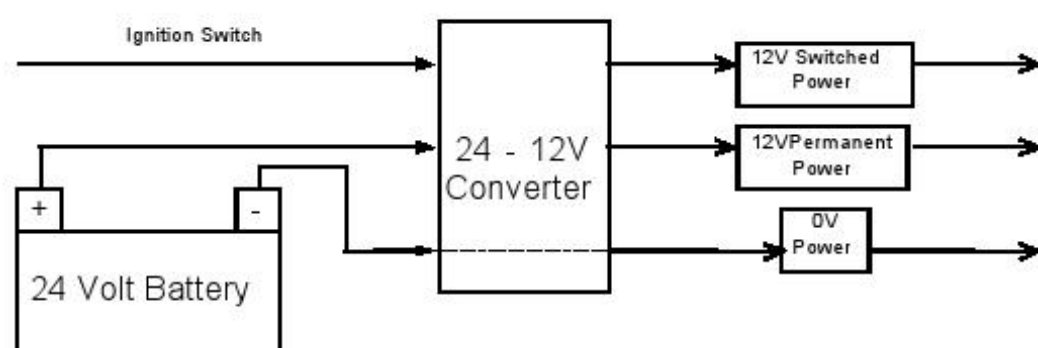 Ignition Switch
12V Switched
Power
24 - 12V
Converter
12VPermanent
Power
+
-
0V
Power
24 Volt Battery